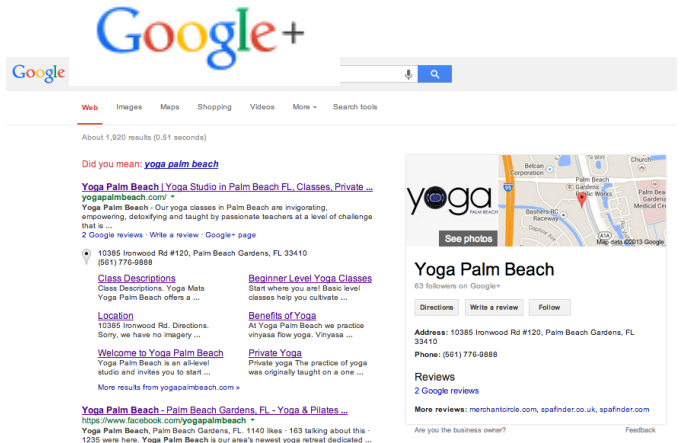 Google+
Google
Web Images Maps Shopping Videos More Search tools
About 1,920 results (0.51 seconds)
Did you mean: yoga palm beach
Yoga Palm Beach | Yoga Studio in Palm Beach FL, Classes, Private ...
yogapalmbeach.com/
Yoga Palm Beach - Our yoga classes in Palm Beach are invigorating,
empowering, detoxifying and taught by passionate teachers at a level of challenge
that is ...
2 Google reviews · Write a review · Google+ page
10385 Ironwood Rd #120, Palm Beach Gardens, FL 33410
(561) 776-9888
Class Descriptions
Class Descriptions. Yoga Mats
Yoga Palm Beach offers a ...
Beginner Level Yoga Classes
Start where you are! Basic level
classes help you cultivate ...
Location
10385 Ironwood Rd. Directions.
Sorry, we have no imagery ...
Benefits of Yoga
At Yoga Palm Beach we practice
vinyasa flow yoga. Vinyasa ...
Welcome to Yoga Palm Beach
Yoga Palm Beach is an all-level
studio and invites you to start ...
Private Yoga
Private yoga The practice of yoga
was originally taught on a one ...
More results from yogapalmbeach.com »
Yoga Palm Beach - Palm Beach Gardens, FL - Yoga & Pilates ...
https://www.facebook.com/yogapalmbeach
Yoga Palm Beach, Palm Beach Gardens, FL. 1140 likes · 163 talking about this ·
1235 were here. Yoga Palm Beach is our area's newest yoga retreat dedicated ...
yoga
PALM BEACH
See photos
Belcan
Corporation
Church
Palm Beach
Gardens
Public Works
Palm Bea
Gardens
Medical Cen
Bashers RC
Raceway
Daphne Ave
A1A
95
Map data ©2013 Google
Yoga Palm Beach
63 followers on Google+
Directions Write a review Follow
Address: 10385 Ironwood Rd #120, Palm Beach Gardens, FL
33410
Phone: (561) 776-9888
Reviews
2 Google reviews
More reviews: merchantcircle.com, spafinder.co.uk, spafinder.com
Are you the business owner? Feedback